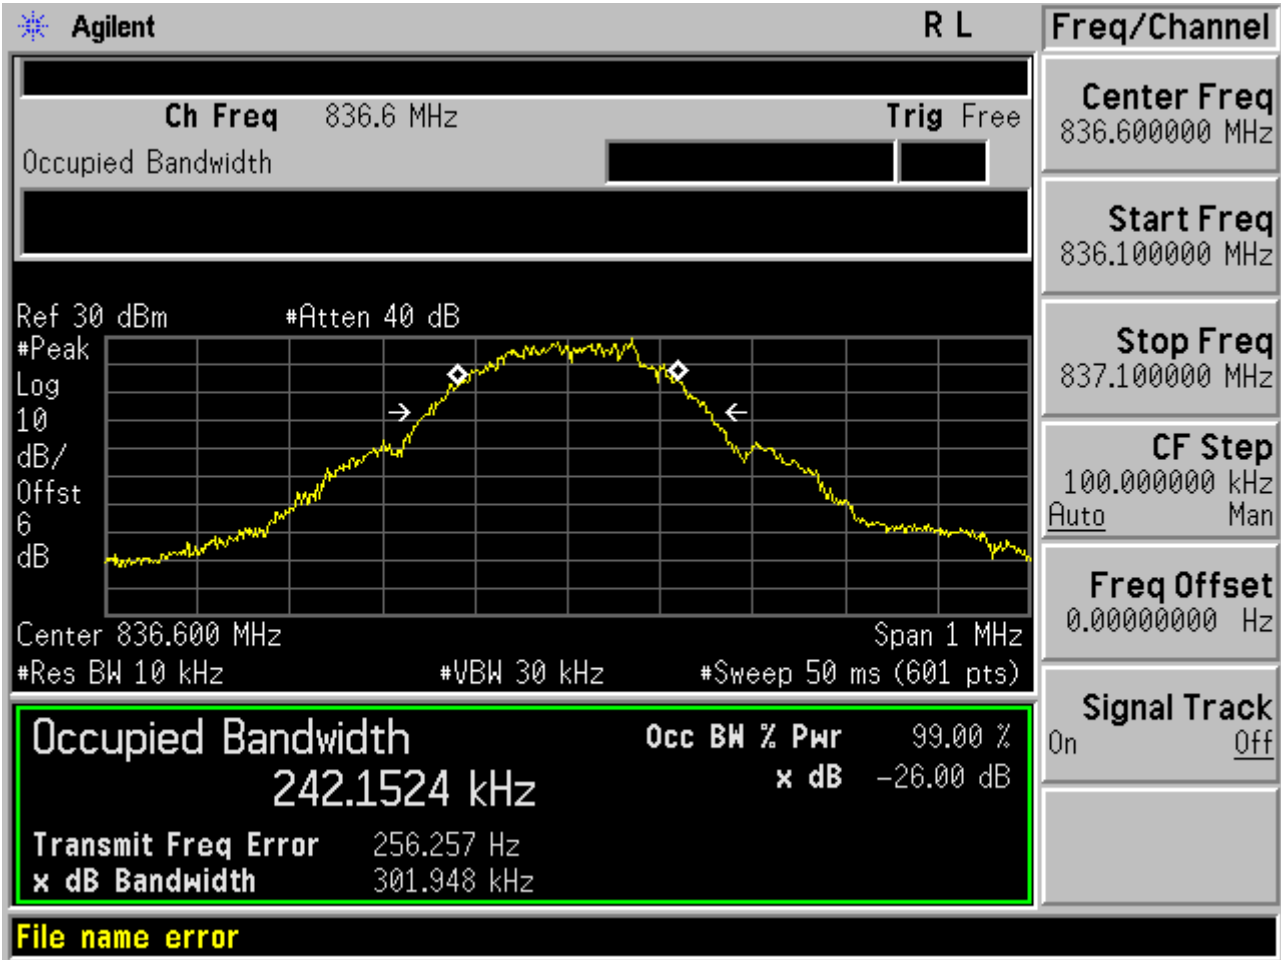 Agilent R L Freq/Channel
Ch Freq 836.6 MHz Trig Free
Occupied Bandwidth
Center Freq
836.600000 MHz
Start Freq
836.100000 MHz
Stop Freq
837.100000 MHz
CF Step
100.000000 kHz
Auto Man
Freq Offset
0.00000000 Hz
Signal Track
On Off
Ref 30 dBm #Atten 40 dB
#Peak
Log
10
dB/
Offst
6
dB
Center 836.600 MHz Span 1 MHz
#Res BW 10 kHz #VBW 30 kHz #Sweep 50 ms (601 pts)
Occupied Bandwidth Occ BW % Pwr 99.00 %
242.1524 kHz x dB -26.00 dB
Transmit Freq Error 256.257 Hz
x dB Bandwidth 301.948 kHz
File name error